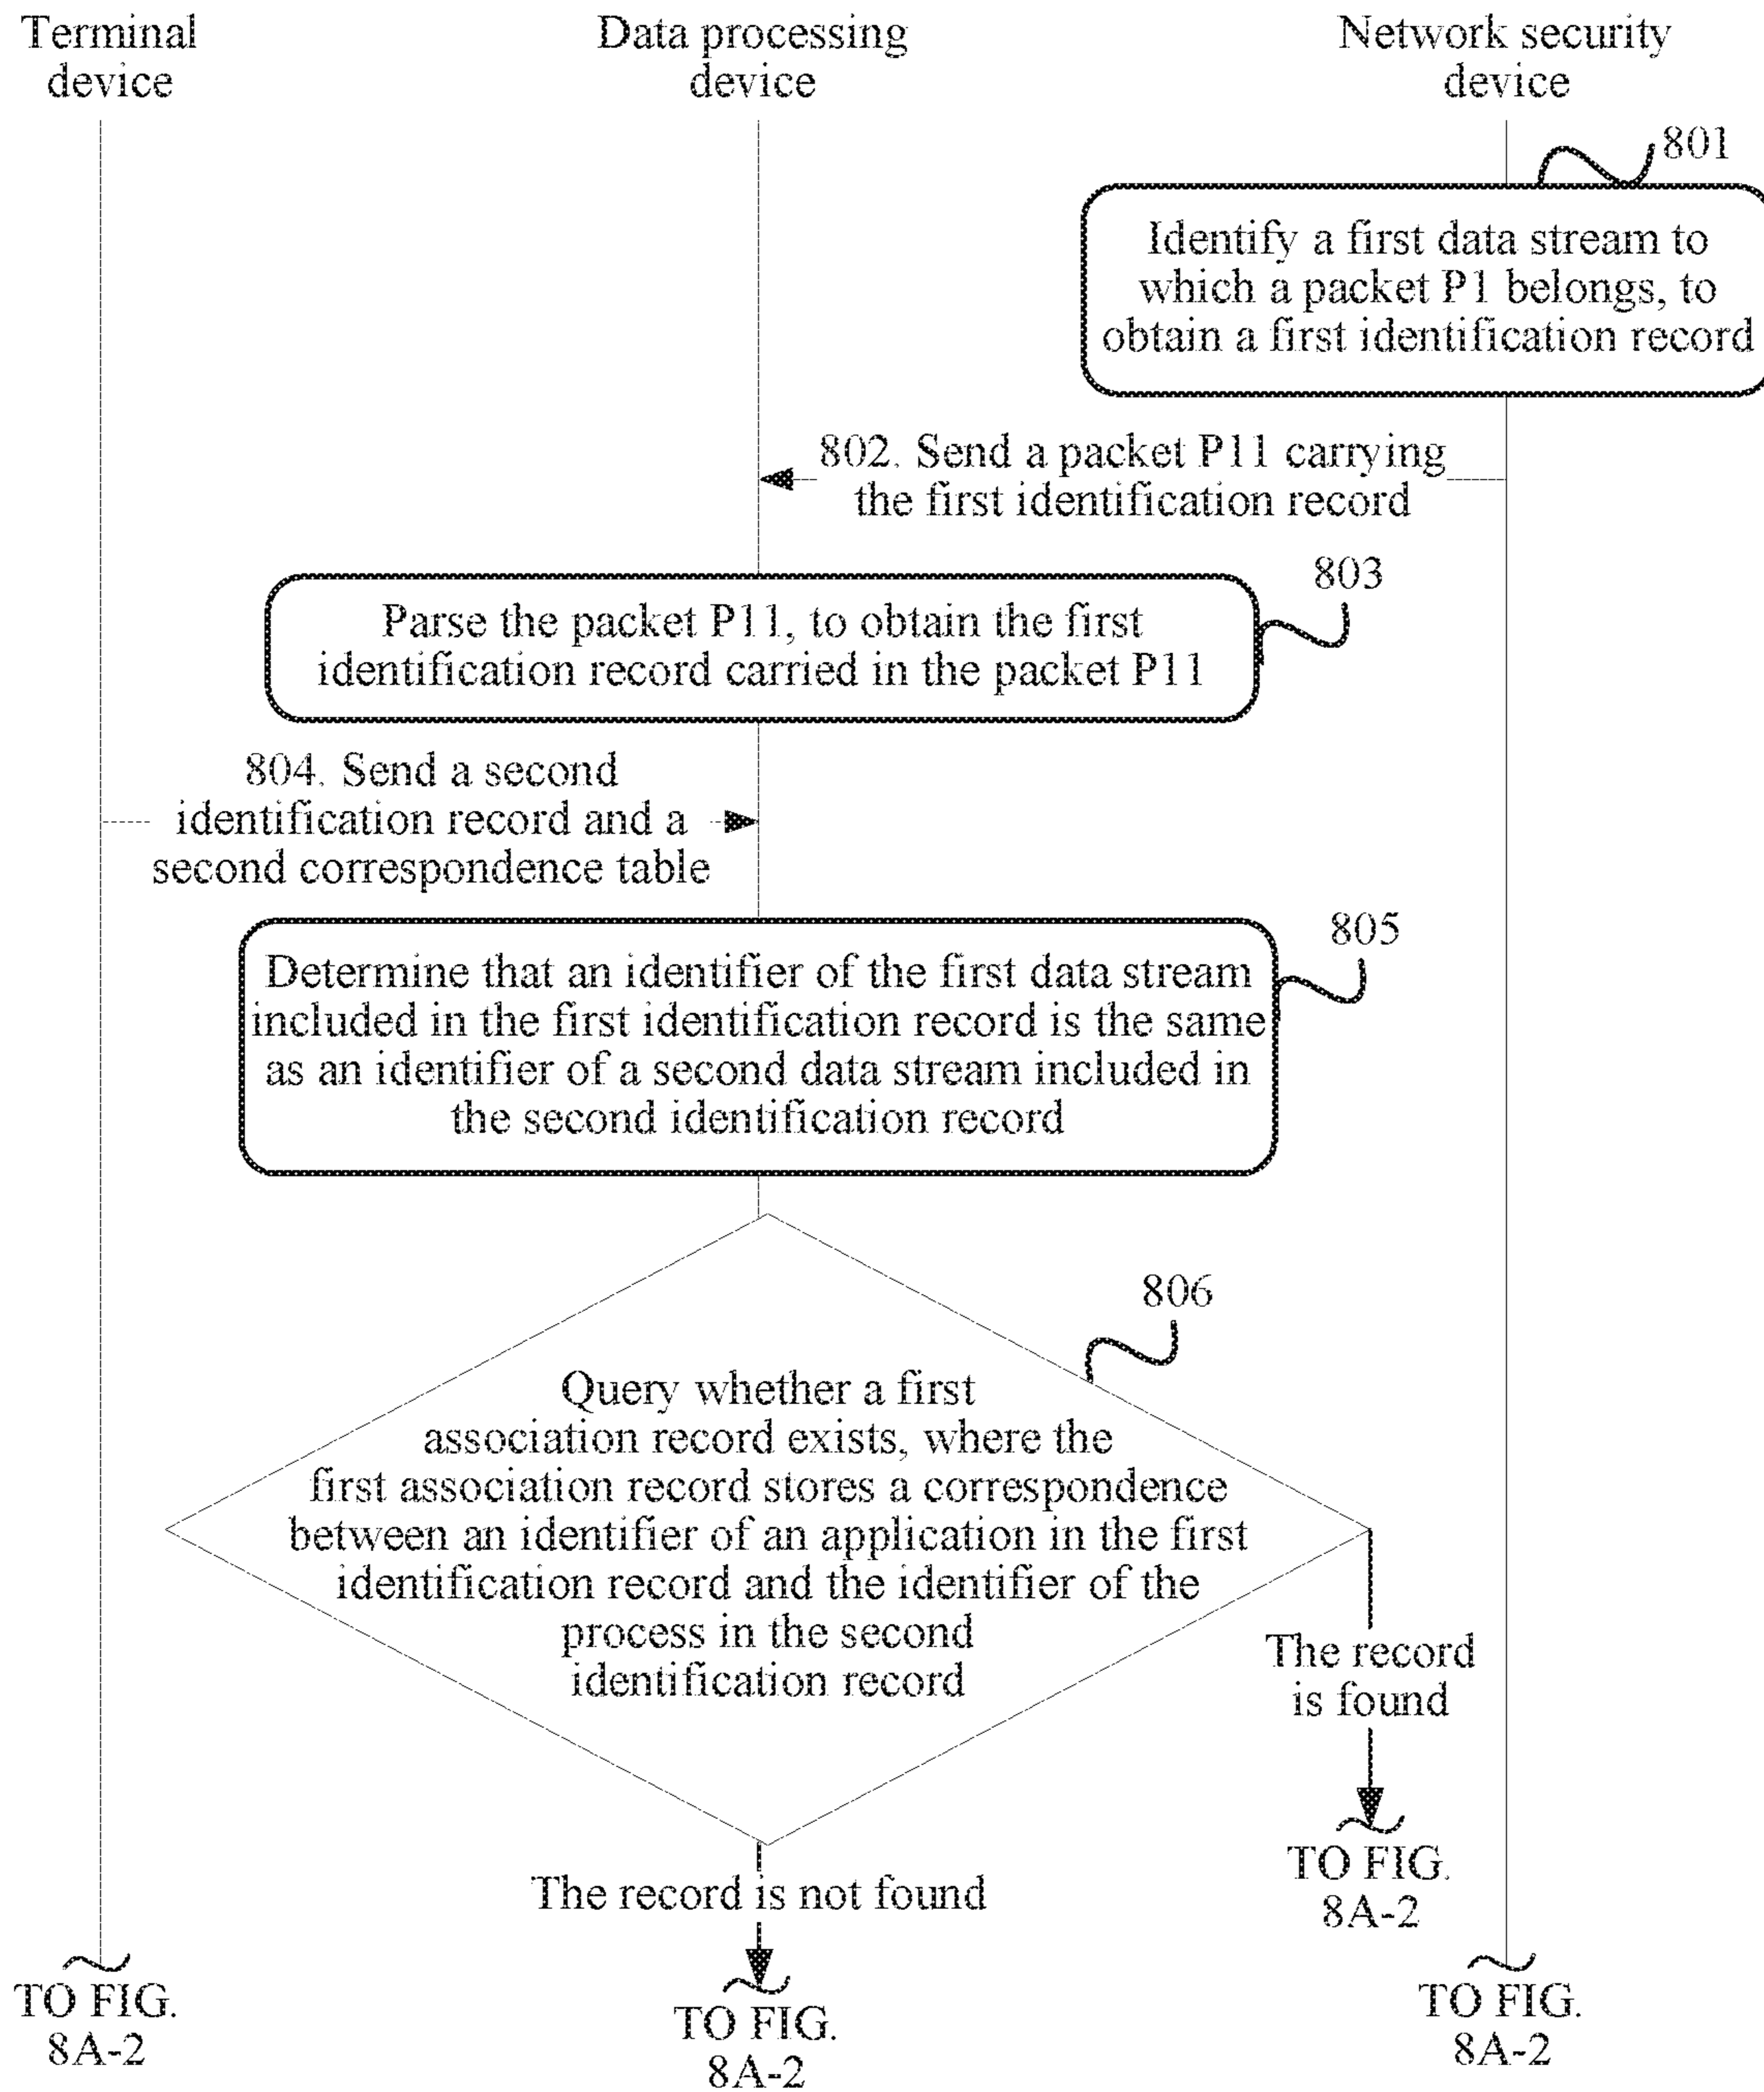 Terminal
device
Data processing
device
Network security
device
801
Identify a first data stream to
which a packet P1 belongs, to
obtain a first identification record
802. Send a packet P11 carrying
the first identification record
803
Parse the packet P11, to obtain the first
identification record carried in the packet P11
804. Send a second
identification record and a
second correspondence table
805
Determine that an identifier of the first data stream
included in the first identification record is the same
as an identifier of a second data stream included in
the second identification record
806
Query whether a first
association record exists, where the
first association record stores a correspondence
between an identifier of an application in the first
identification record and the identifier of the
process in the second
identification record
The record
is found
TO FIG.
8A-2
The record is not found
TO FIG.
8A-2
TO FIG.
8A-2
TO FIG.
8A-2